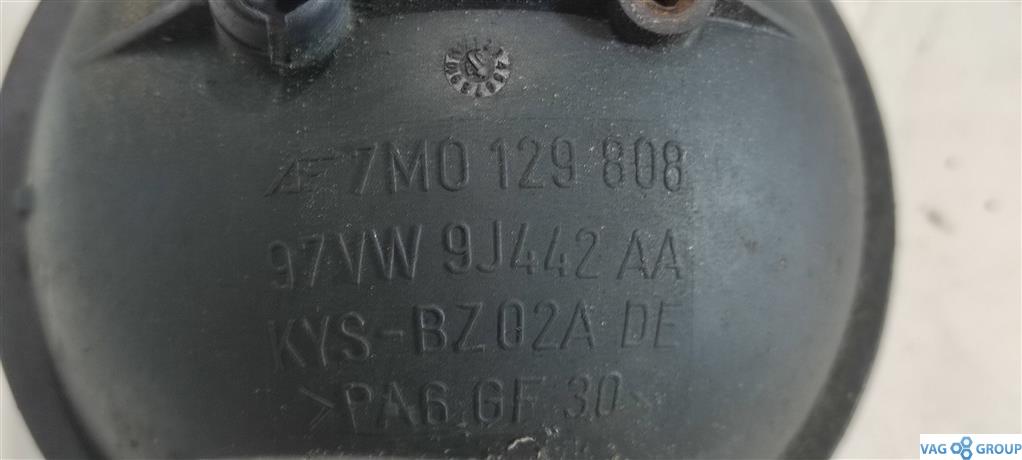 7M0 129 808
97VW 9J442 AA
KYS-BZ02A DE
>PA6 GF 30<
VAG GROUP